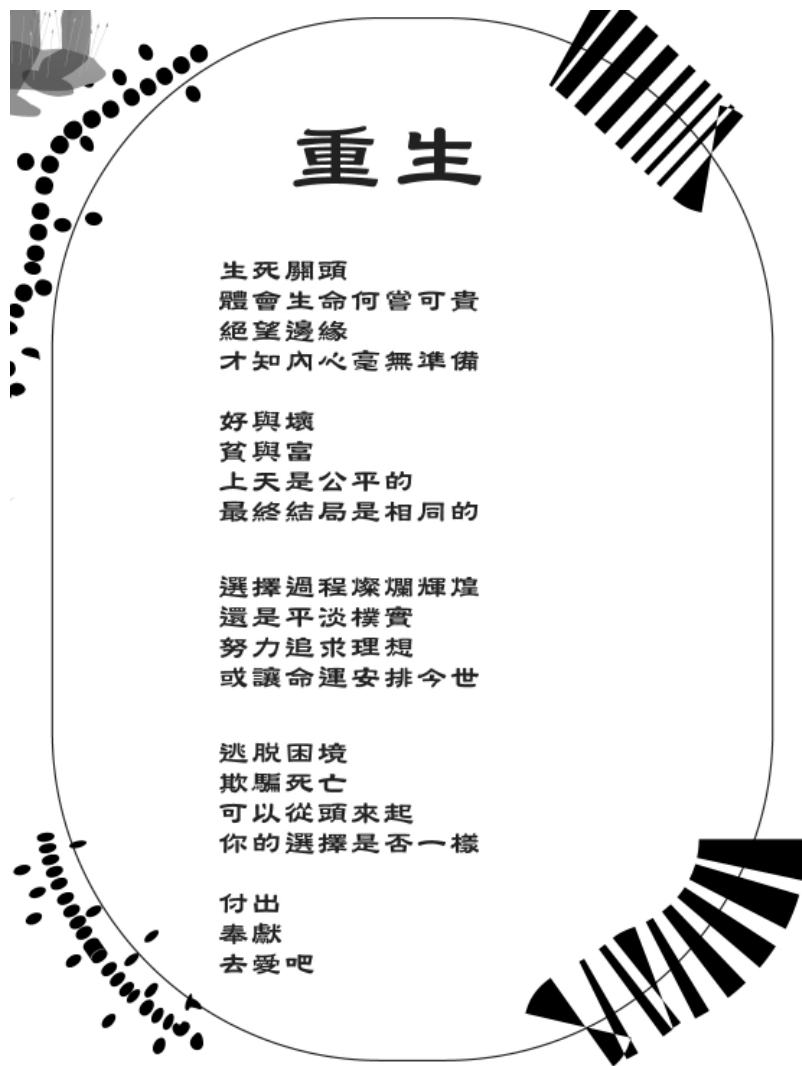 重生
生死關頭
體會生命何嘗可貴
絕望邊緣
才知內心毫無準備
好與壞
貧與富
上天是公平的
最終結局是相同的
選擇過程燦爛輝煌
還是平淡樸實
努力追求理想
或讓命運安排今世
逃脫困境
欺騙死亡
可以從頭來起
你的選擇是否一樣
付出
奉獻
去愛吧